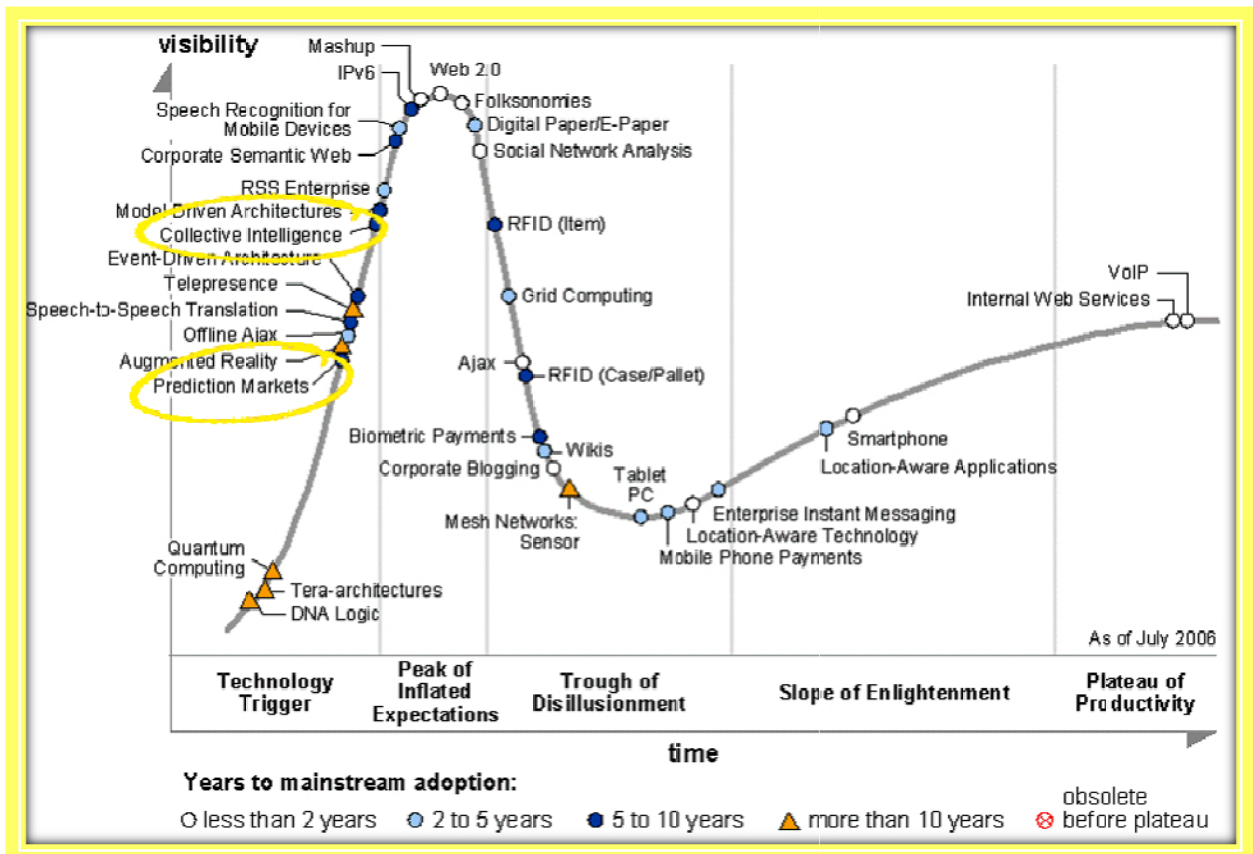 visibility
Mashup
Web 2.0
IPv6
Speech Recognition for
Mobile Devices
Folksonomies
Digital Paper/E-Paper
Corporate Semantic Web
Social Network Analysis
RSS Enterprise
Model Driven Architectures
Collective Intelligence
RFID (Item)
Event-Driven Architecture
Telepresence
VoIP
Speech-to-Speech Translation
Grid Computing
Internal Web Services
Offline Ajax
Augmented Reality
Ajax
Prediction Markets
RFID (Case/Pallet)
Biometric Payments
Wikis
Smartphone
Corporate Blogging
Location-Aware Applications
Tablet
PC
Mesh Networks:
Sensor
Enterprise Instant Messaging
Location-Aware Technology
Mobile Phone Payments
Quantum
Computing
Tera-architectures
DNA Logic
As of July 2006
Technology
Trigger
Peak of
Inflated
Expectations
Trough of
Disillusionment
Slope of Enlightenment
Plateau of
Productivity
time
Years to mainstream adoption:
less than 2 years
2 to 5 years
5 to 10 years
more than 10 years
obsolete
before plateau